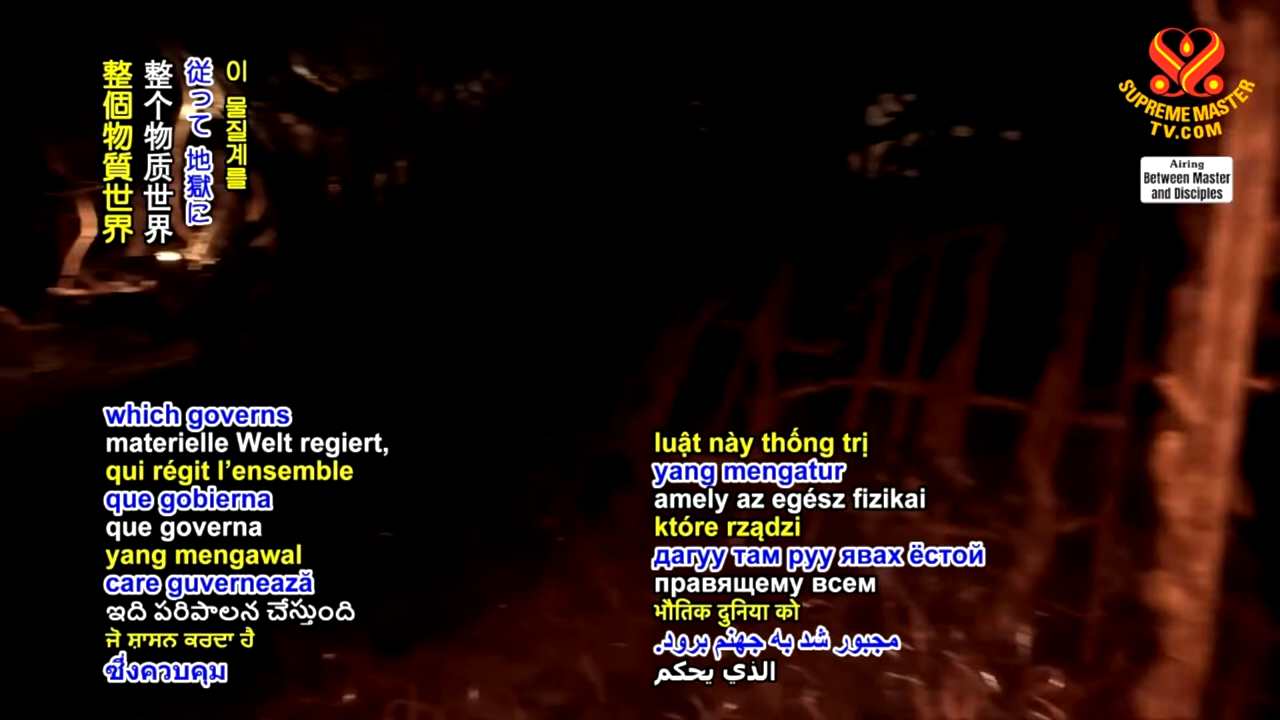 整個物質世界
整个物质世界
従って 地獄に
이 물질계를
SUPREME MASTER
TV.COM
Airing
Between Master
and Disciples
which governs
materielle Welt regiert,
qui régit l’ensemble
que gobierna
que governa
yang mengawal
care guvernează
ఇది పరిపాలన చేస్తుంది
ਜੋ ਸ਼ਾਸਨ ਕਰਦਾ ਹੈ
ซึ่งควบคุม
luật này thống trị
yang mengatur
amely az egész fizikai
które rządzi
дагуу там руу явах ёстой
правящему всем
भौतिक दुनिया को
مجبور شد به جهنم برود.
الذي يحكم